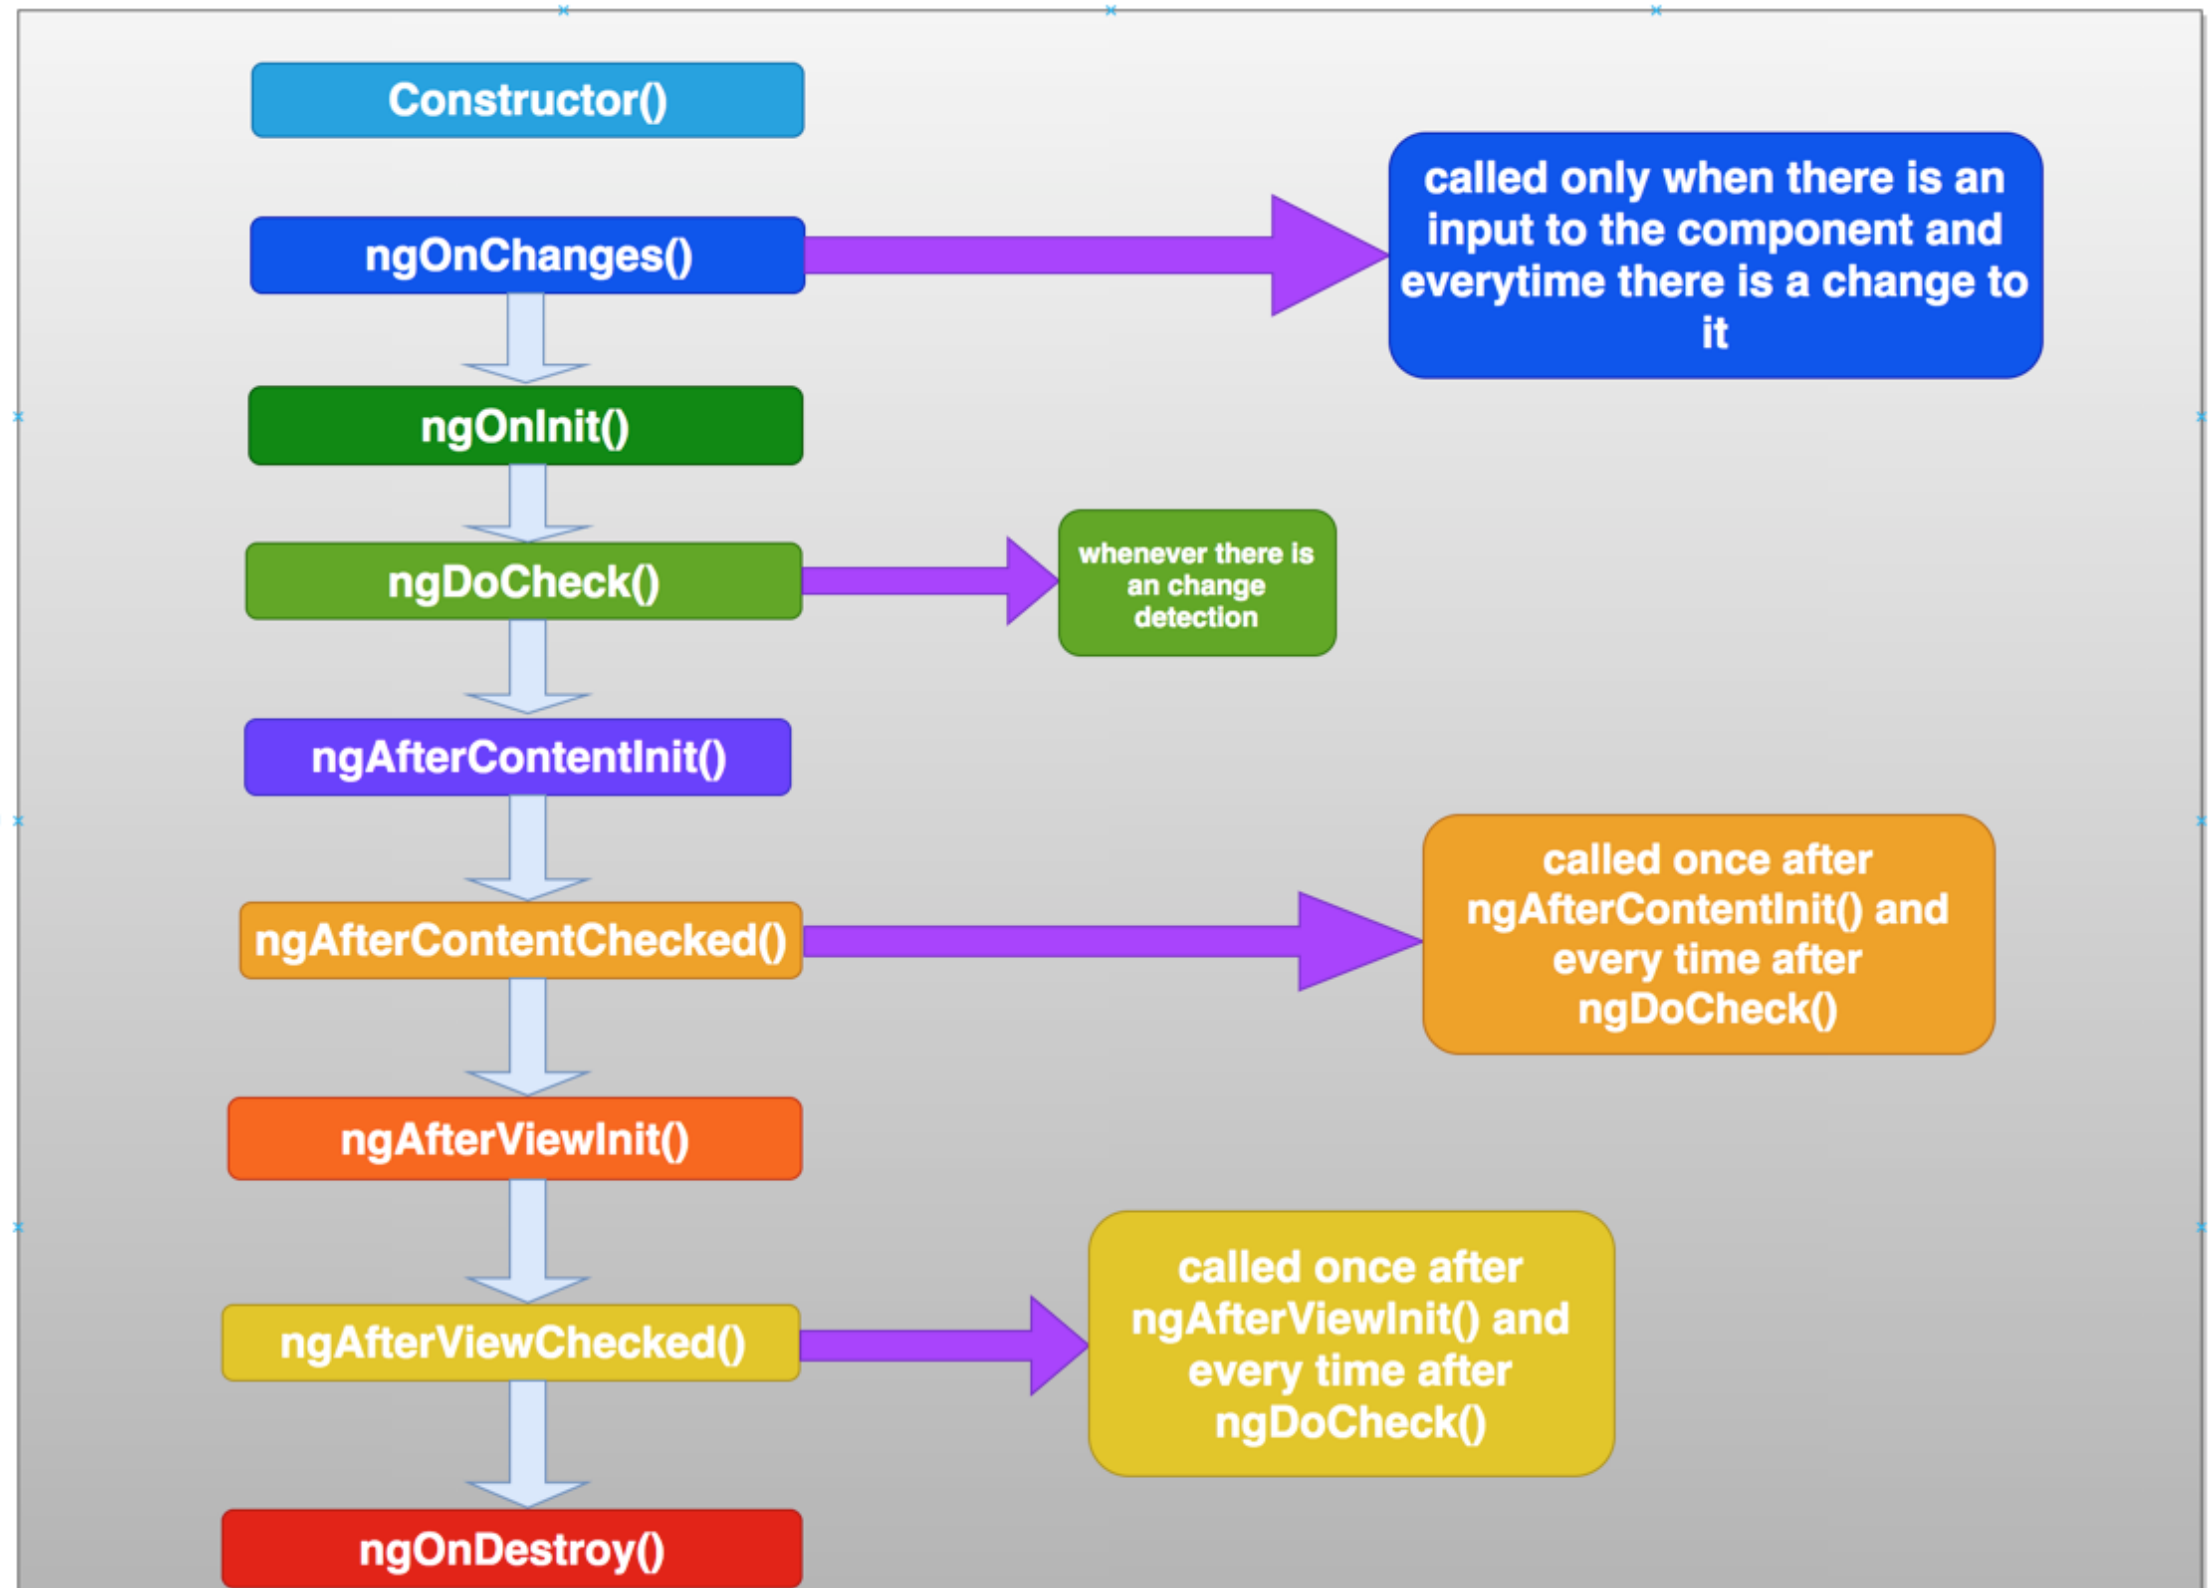 Constructor()
ngOnChanges()
called only when there is an
input to the component and
everytime there is a change to
it
ngOnInit()
ngDoCheck()
whenever there is
an change
detection
ngAfterContentInit()
ngAfterContentChecked()
called once after
ngAfterContentInit() and
every time after
ngDoCheck()
ngAfterViewInit()
ngAfterViewChecked()
called once after
ngAfterViewInit() and
every time after
ngDoCheck()
ngOnDestroy()